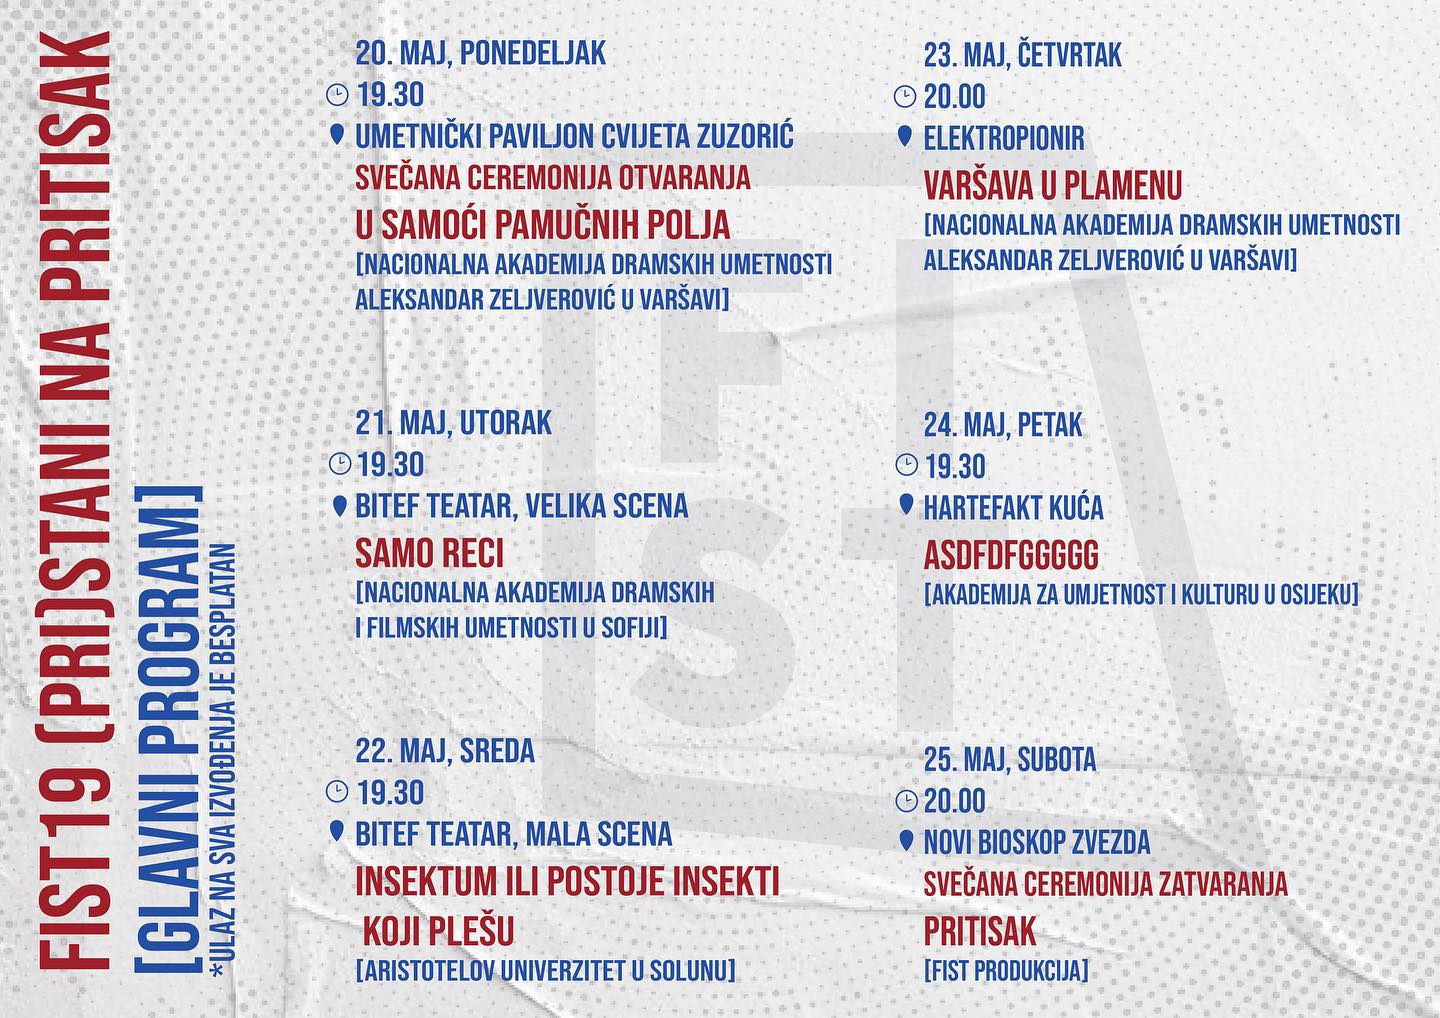 FIST 19 (PRI)STANI NA PRITISAK
[GLAVNI PROGRAM]
*ULAZ NA SVA IZVOĐENJA JE BESPLATAN
20. MAJ, PONEDELJAK
19.30
UMETNIČKI PAVILJON CVIJETA ZUZORIĆ
SVEČANA CEREMONIJA OTVARANJA
U SAMOĆI PAMUČNIH POLJA
[NACIONALNA AKADEMIJA DRAMSKIH UMETNOSTI
ALEKSANDAR ZELJVEROVIĆ U VARŠAVI]
21. MAJ, UTORAK
19.30
BITEF TEATAR, VELIKA SCENA
SAMO RECI
[NACIONALNA AKADEMIJA DRAMSKIH
I FILMSKIH UMETNOSTI U SOFIJI]
22. MAJ, SREDA
19.30
BITEF TEATAR, MALA SCENA
INSEKTUM ILI POSTOJE INSEKTI
KOJI PLEŠU
[ARISTOTELOV UNIVERZITET U SOLUNU]
23. MAJ, ČETVRTAK
20.00
ELEKTROPIONIR
VARŠAVA U PLAMENU
[NACIONALNA AKADEMIJA DRAMSKIH UMETNOSTI
ALEKSANDAR ZELJVEROVIĆ U VARŠAVI]
24. MAJ, PETAK
19.30
HARTEFAKT KUĆA
ASDFDFGGGGG
[AKADEMIJA ZA UMJETNOST I KULTURU U OSIJEKU]
25. MAJ, SUBOTA
20.00
NOVI BIOSKOP ZVEZDA
SVEČANA CEREMONIJA ZATVARANJA
PRITISAK
[FIST PRODUKCIJA]
FI
ST